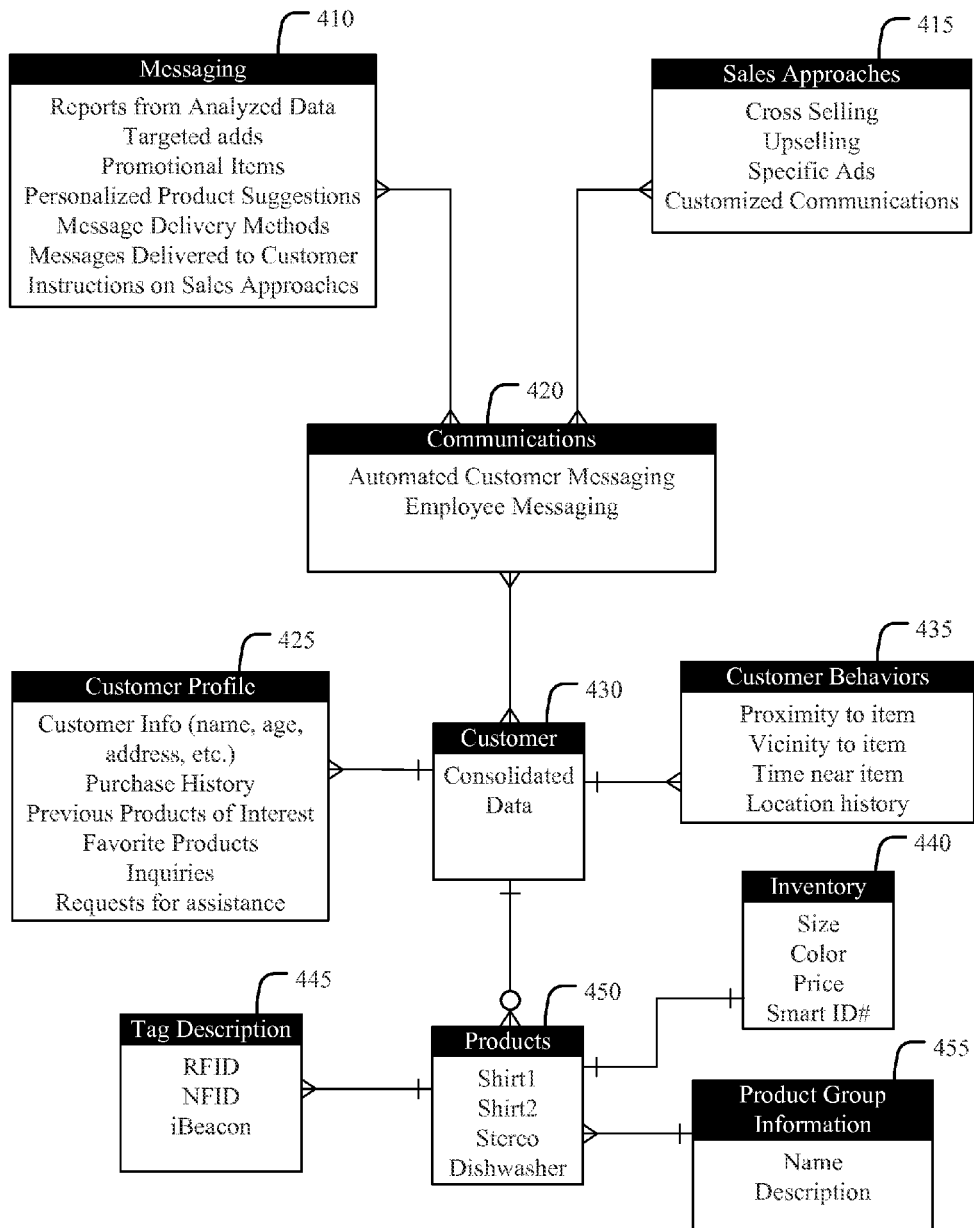 410
Messaging
Reports from Analyzed Data
Targeted adds
Promotional Items
Personalized Product Suggestions
Message Delivery Methods
Messages Delivered to Customer
Instructions on Sales Approaches
415
Sales Approaches
Cross Selling
Upselling
Specific Ads
Customized Communications
420
Communications
Automated Customer Messaging
Employee Messaging
425
Customer Profile
Customer Info (name, age,
address, etc.)
Purchase History
Previous Products of Interest
Favorite Products
Inquiries
Requests for assistance
430
Customer
Consolidated
Data
435
Customer Behaviors
Proximity to item
Vicinity to item
Time near item
Location history
440
Inventory
Size
Color
Price
Smart ID#
445
Tag Description
RFID
NFID
iBeacon
450
Products
Shirt1
Shirt2
Stereo
Dishwasher
455
Product Group
Information
Name
Description